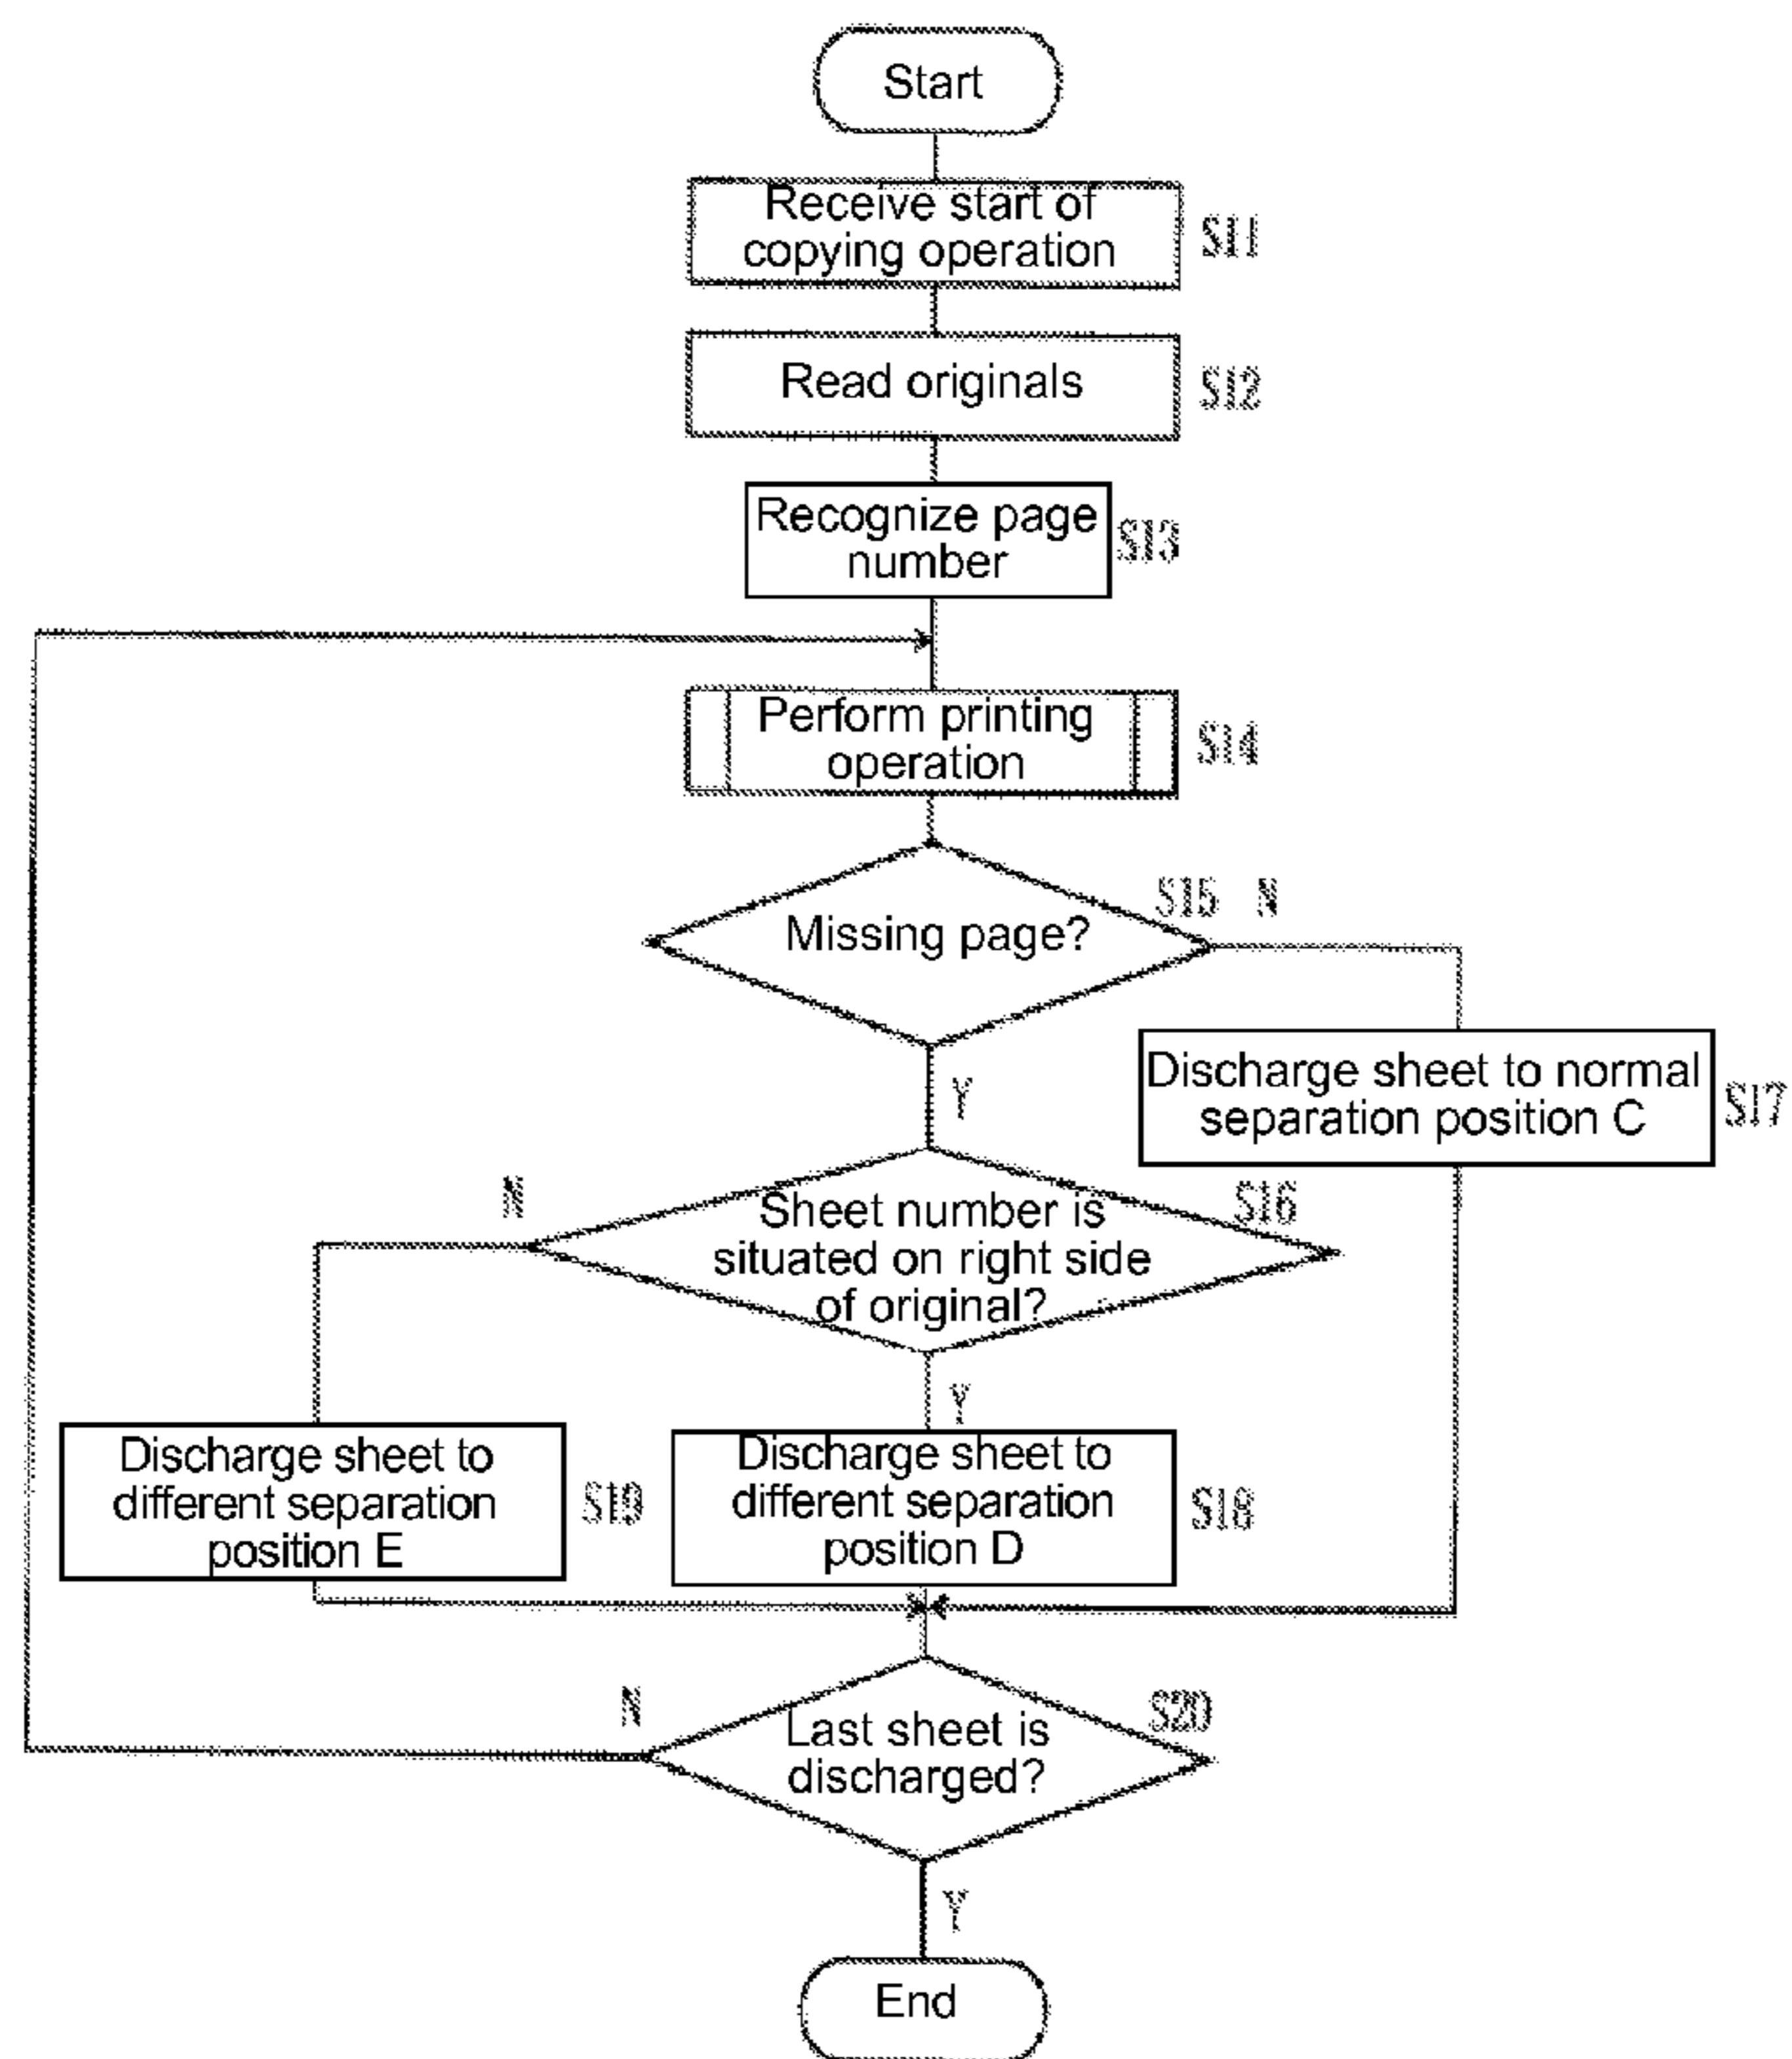 Start
Receive start of
copying operation
S11
Read originals
S12
Recognize page
number
S13
Perform printing
operation
S14
Missing page?
S15 N
Y
Discharge sheet to normal
separation position C
S17
N
Sheet number is
situated on right side
of original?
S16
Y
Discharge sheet to
different separation
position E
S19
Discharge sheet to
different separation
position D
S18
N
Last sheet is
discharged?
S20
Y
End